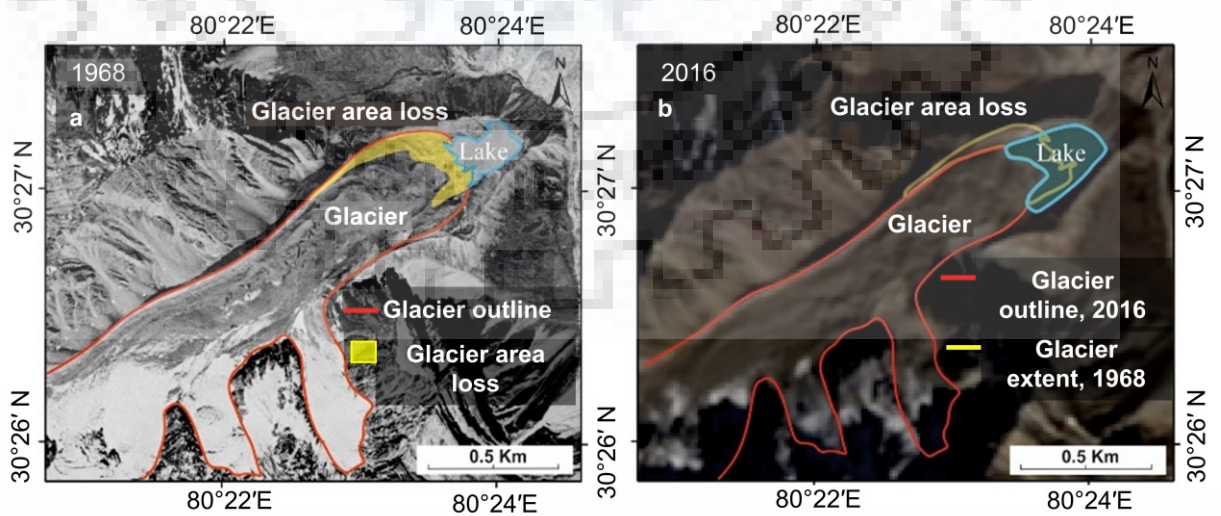 80°22′E
80°24′E
80°22′E
80°24′E
1968
N
a
Glacier area loss
Lake
Glacier
Glacier outline
Glacier area
loss
0.5 Km
30°27′ N
30°26′ N
80°22′E
80°24′E
2016
N
b
Glacier area loss
Lake
Glacier
Glacier
outline, 2016
Glacier
extent, 1968
0.5 Km
30°27′ N
30°26′ N
30°27′ N
30°26′ N
80°22′E
80°24′E